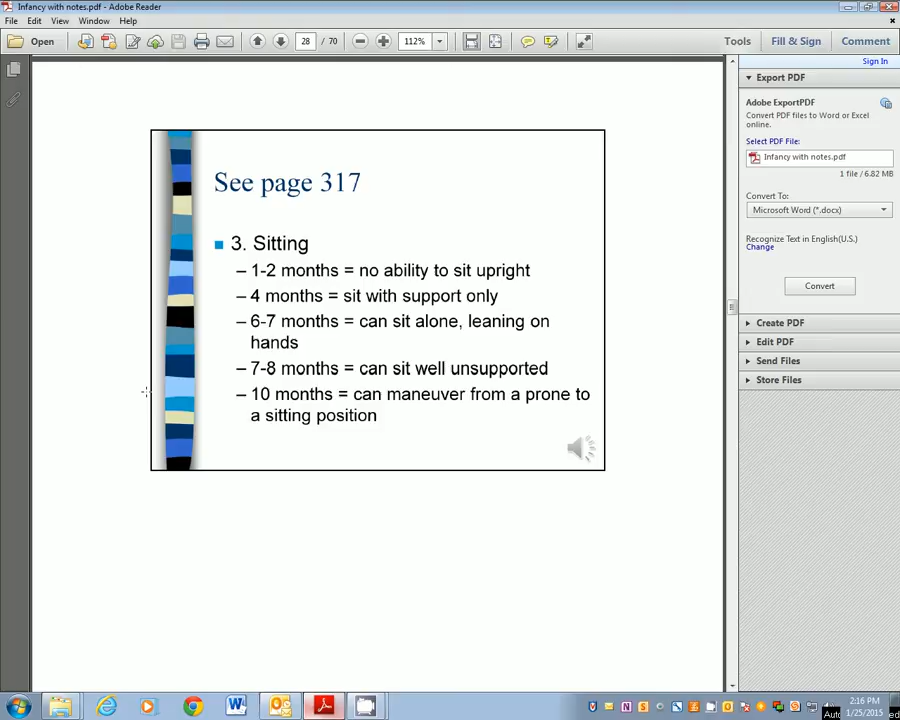 Infancy with notes.pdf - Adobe Reader
File Edit View Window Help
Open 28 / 70 112% Tools Fill & Sign Comment
Sign In
Export PDF
Adobe ExportPDF
Convert PDF files to Word or Excel
online.
Select PDF File:
Infancy with notes.pdf
1 file / 6.82 MB
Convert To:
Microsoft Word (*.docx)
Recognize Text in English(U.S.)
Change
Convert
Create PDF
Edit PDF
Send Files
Store Files
See page 317
3. Sitting
– 1-2 months = no ability to sit upright
– 4 months = sit with support only
– 6-7 months = can sit alone, leaning on
hands
– 7-8 months = can sit well unsupported
– 10 months = can maneuver from a prone to
a sitting position
2:16 PM
1/25/2015